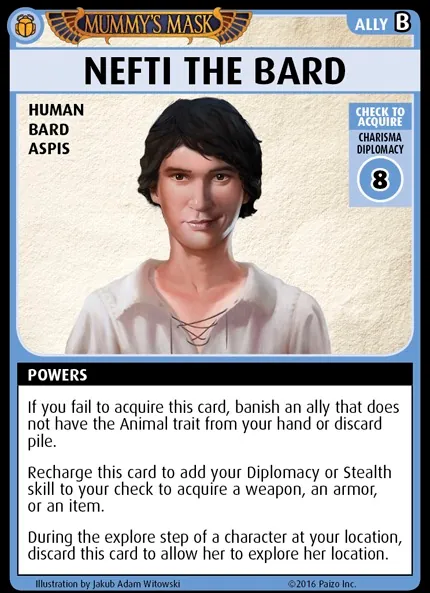 MUMMY'S MASK
ALLY B
NEFTI THE BARD
HUMAN
BARD
ASPIS
CHECK TO
ACQUIRE
CHARISMA
DIPLOMACY
8
POWERS
If you fail to acquire this card, banish an ally that does
not have the Animal trait from your hand or discard
pile.
Recharge this card to add your Diplomacy or Stealth
skill to your check to acquire a weapon, an armor,
or an item.
During the explore step of a character at your location,
discard this card to allow her to explore her location.
Illustration by Jakub Adam Witowski
©2016 Paizo Inc.